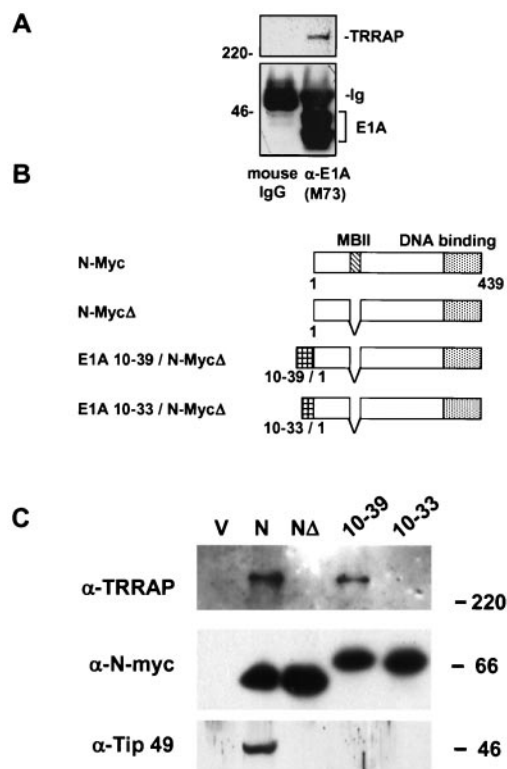 A
-TRRAP
220-
-Ig
46-
E1A
mouse IgG
α-E1A (M73)
B
MBII DNA binding
N-Myc
1 439
N-MycΔ
1
E1A 10-39 / N-MycΔ
10-39 / 1
E1A 10-33 / N-MycΔ
10-33 / 1
C
V N NΔ 10-39 10-33
α-TRRAP
– 220
α-N-myc
– 66
α-Tip 49
– 46